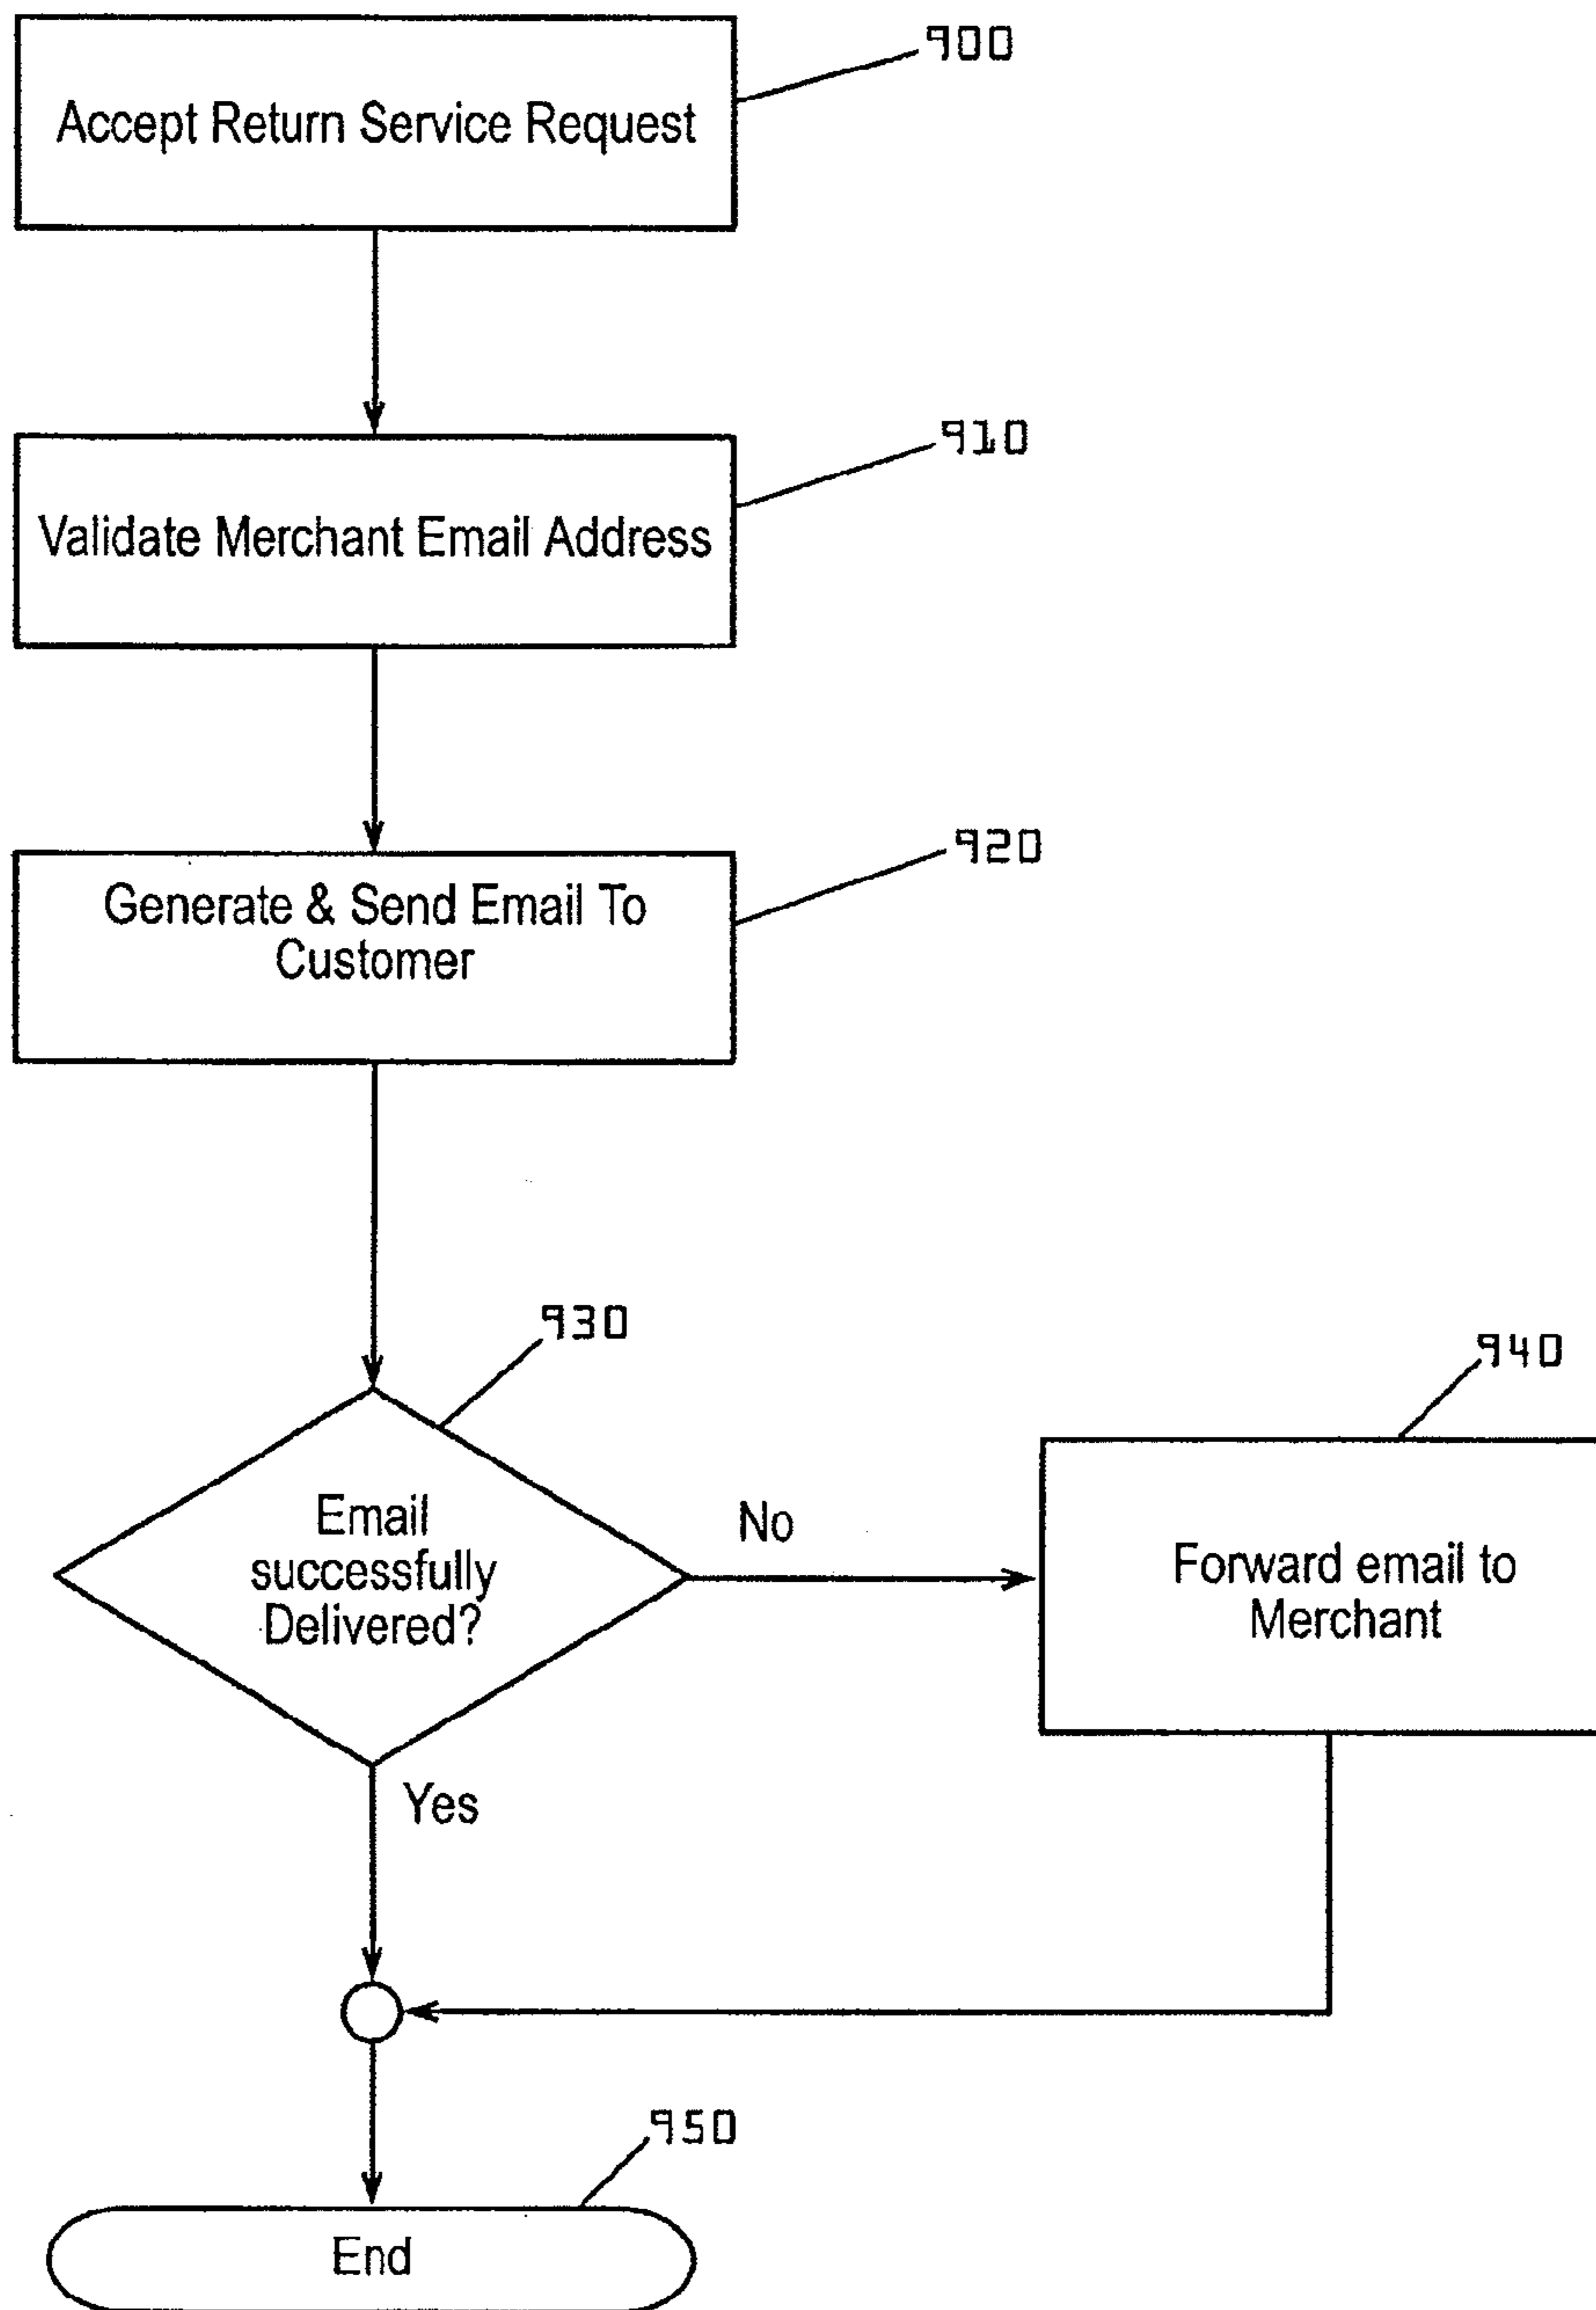 900
Accept Return Service Request
910
Validate Merchant Email Address
920
Generate & Send Email To
Customer
930
940
Email
successfully
Delivered?
No
Forward email to
Merchant
Yes
950
End